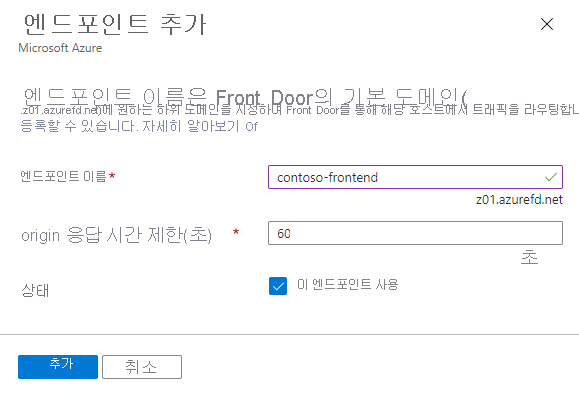 엔드포인트 추가
Microsoft Azure
엔드포인트 이름은 Front Door의 기본 도메인(
.z01.azurefd.net)에 원하는 하위 도메인을 지정하며 Front Door를 통해 해당 호스트에서 트래픽을 라우팅합니
등록할 수 있습니다. 자세히 알아보기 Of
엔드포인트 이름*
contoso-frontend
z01.azurefd.net
origin 응답 시간 제한(초) *
60
초
상태
이 엔드포인트 사용
추가
취소